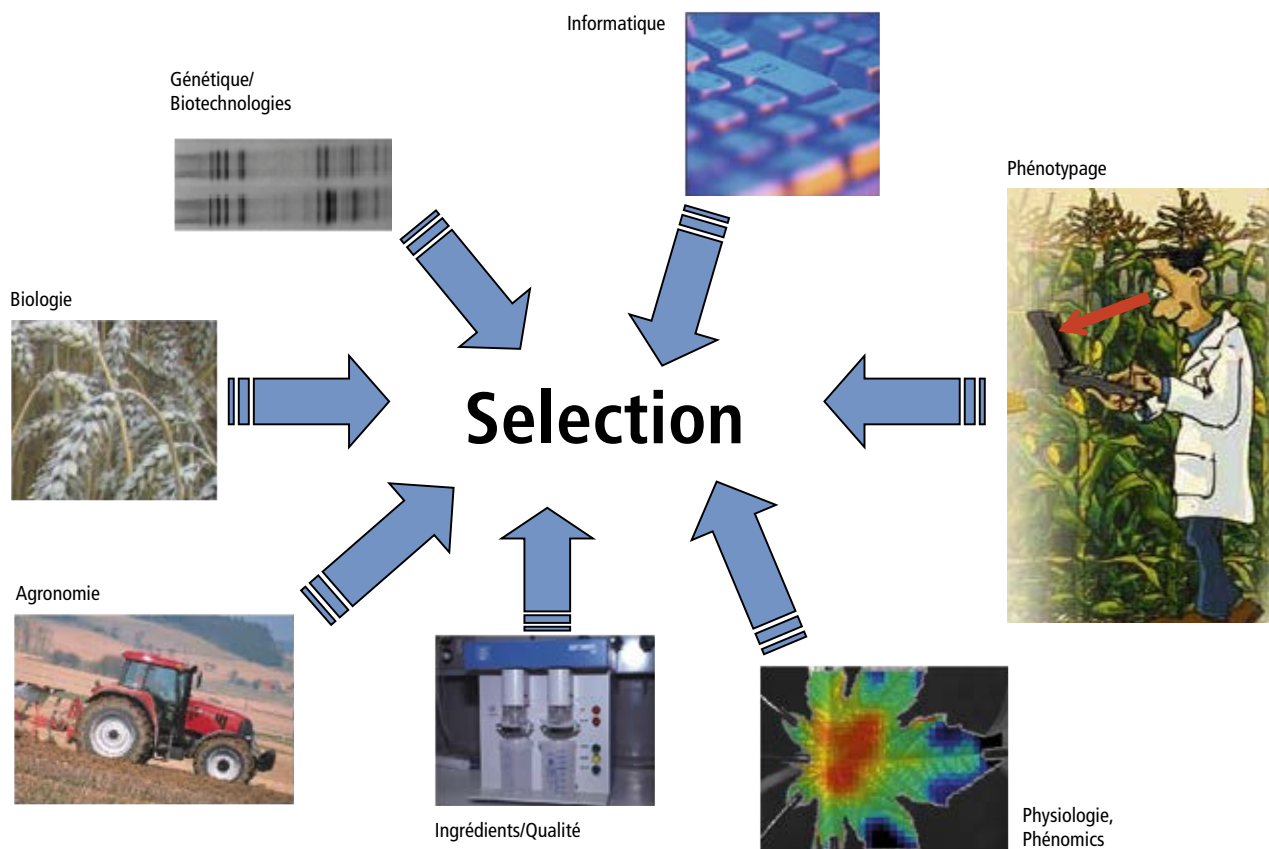 Informatique
Génétique/
Biotechnologies
Phénotypage
Biologie
Selection
Agronomie
Ingrédients/Qualité
Physiologie,
Phénomics